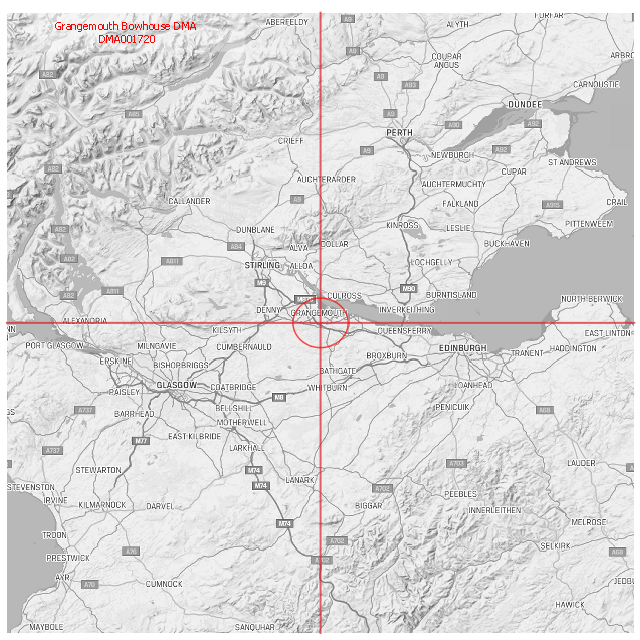 Grangemouth Bowhouse DMA
DMA001720
ABERFELDY
A9
ALYTH
FORFAR
A9
COUPAR
ANGUS
A82
A9
A93
CARNOUSTIE
A85
A9
DUNDEE
PERTH
A90
A92
CRIEFF
A9
NEWBURGH
A92
ST ANDREWS
A82
AUCHTERARDER
CUPAR
AUCHTERMUCHTY
CALLANDER
A9
FALKLAND
A915
CRAIL
A82
DUNBLANE
KINROSS
LESLIE
PITTENWEEM
A84
ALVA
BUCKHAVEN
A82
A811
STIRLING
ALLOA
LOCHGELLY
M9
M90
A82
A811
CULROSS
BURNTISLAND
NORTH BERWICK
DENNY
GRANGEMOUTH
INVERKEITHING
ALEXANDRIA
KILSYTH
QUEENSFERRY
EAST LINTON
PORT GLASGOW
MILNGAVIE
CUMBERNAULD
EDINBURGH
HADDINGTON
ERSKINE
BISHOPBRIGGS
BATHGATE
BROXBURN
TRANENT
PAISLEY
GLASGOW
COATBRIDGE
WHITBURN
LOANHEAD
M8
A737
BARRHEAD
BELLSHILL
PENICUIK
A68
MOTHERWELL
M77
EAST KILBRIDE
A737
LARKHALL
STEWARTON
M74
A703
LAUDER
STEVENSTON
LANARK
M74
A702
PEEBLES
IRVINE
KILMARNOCK
DARVEL
BIGGAR
INNERLEITHEN
M74
MELROSE
TROON
A702
A76
SELKIRK
A68
PRESTWICK
A702
AYR
A70
CUMNOCK
HAWICK
MAYBOLE
SANQUHAR